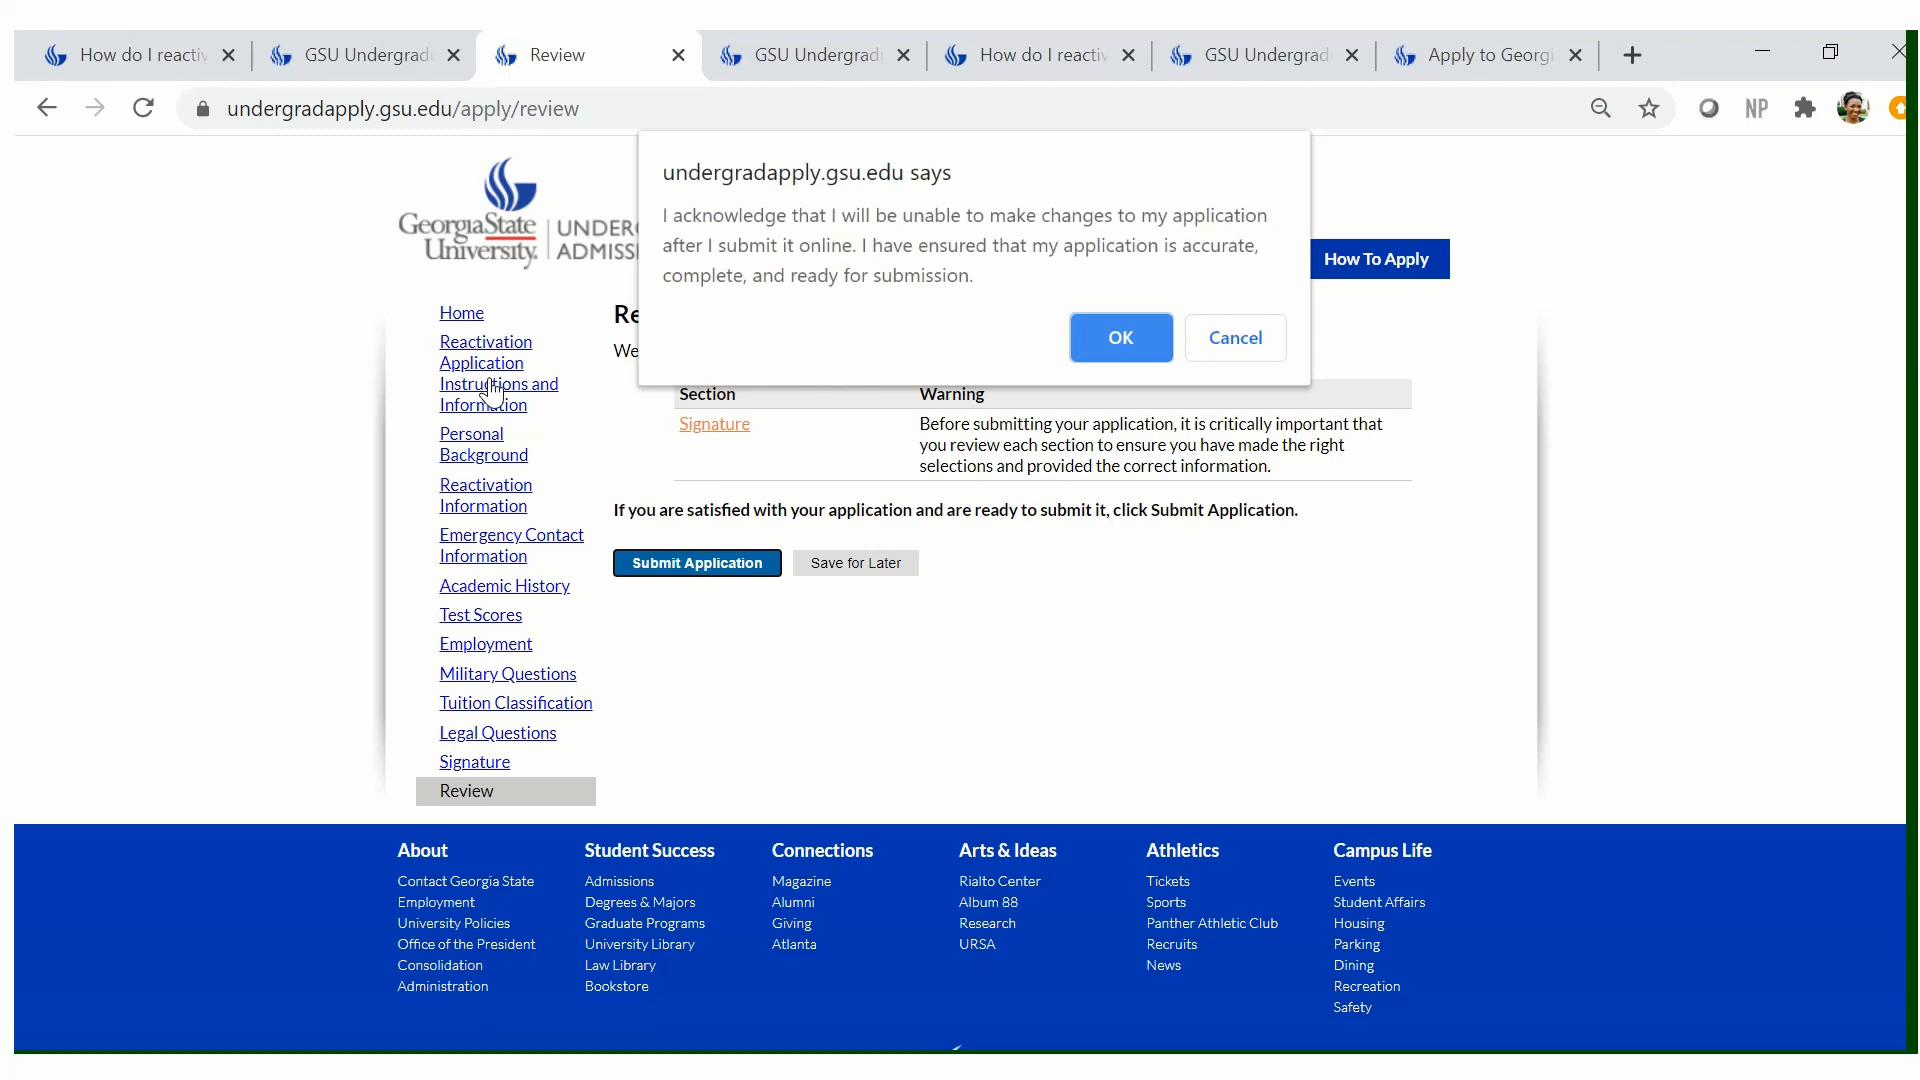 How do I reactiv
GSU Undergradu
Review
GSU Undergradu
How do I reactiv
GSU Undergradu
Apply to Georgi
undergradapply.gsu.edu/apply/review
NP
undergradapply.gsu.edu says
I acknowledge that I will be unable to make changes to my application
after I submit it online. I have ensured that my application is accurate,
complete, and ready for submission.
OK
Cancel
GeorgiaState
University.
UNDER
ADMISS
How To Apply
Home
Reactivation
Application
Instructions and
Information
Personal
Background
Reactivation
Information
Emergency Contact
Information
Academic History
Test Scores
Employment
Military Questions
Tuition Classification
Legal Questions
Signature
Review
Re
We
Section
Warning
Signature
Before submitting your application, it is critically important that
you review each section to ensure you have made the right
selections and provided the correct information.
If you are satisfied with your application and are ready to submit it, click Submit Application.
Submit Application
Save for Later
About
Contact Georgia State
Employment
University Policies
Office of the President
Consolidation
Administration
Student Success
Admissions
Degrees & Majors
Graduate Programs
University Library
Law Library
Bookstore
Connections
Magazine
Alumni
Giving
Atlanta
Arts & Ideas
Rialto Center
Album 88
Research
URSA
Athletics
Tickets
Sports
Panther Athletic Club
Recruits
News
Campus Life
Events
Student Affairs
Housing
Parking
Dining
Recreation
Safety